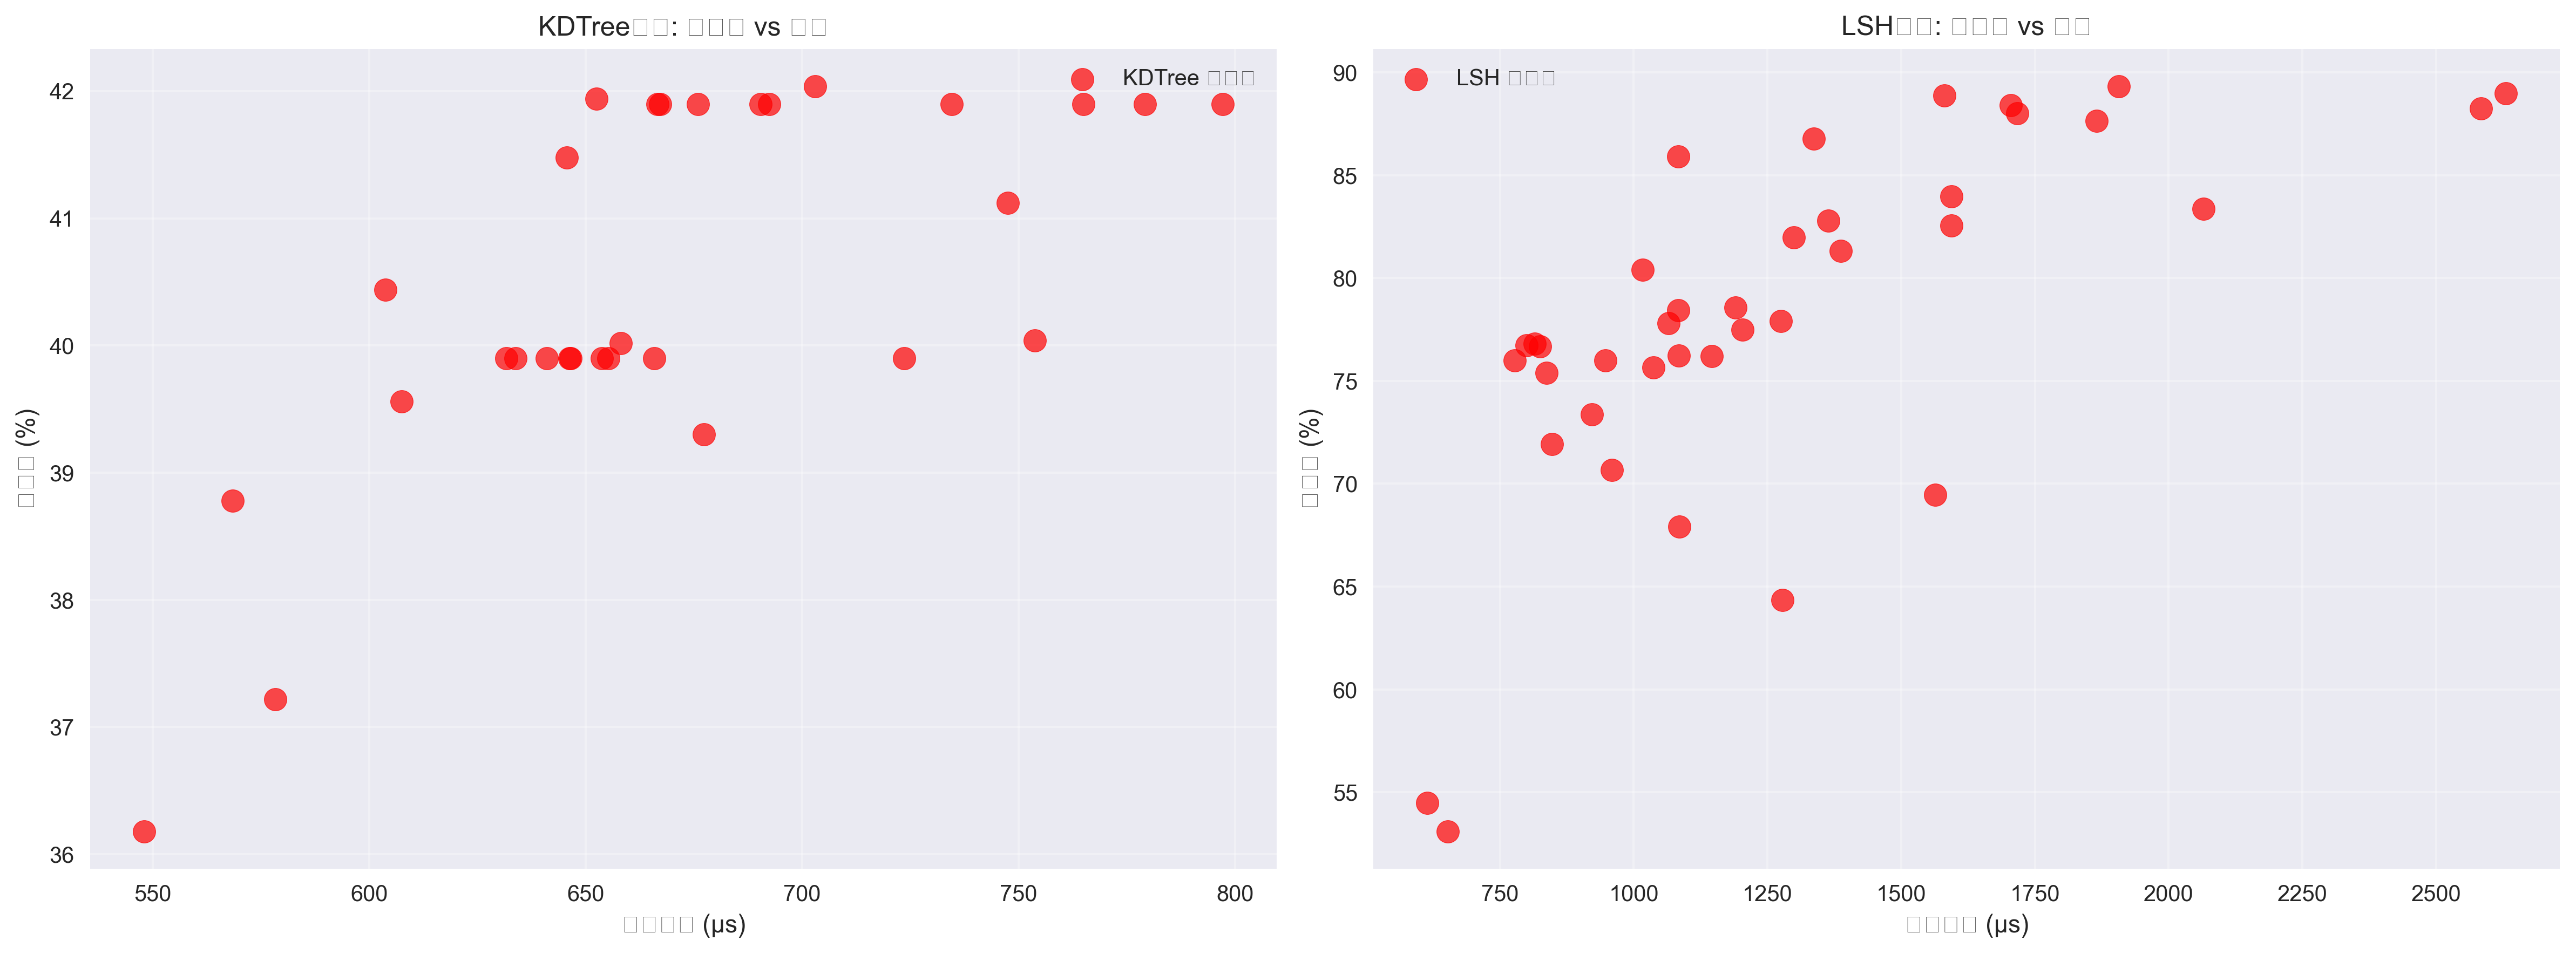 KDTree□□: □□□ vs □□
KDTree □□□
42
41
40
39
38
37
36
□□□ (%)
550 600 650 700 750 800
□□□□ (μs)
LSH□□: □□□ vs □□
LSH □□□
90
85
80
75
70
65
60
55
□□□ (%)
750 1000 1250 1500 1750 2000 2250 2500
□□□□ (μs)